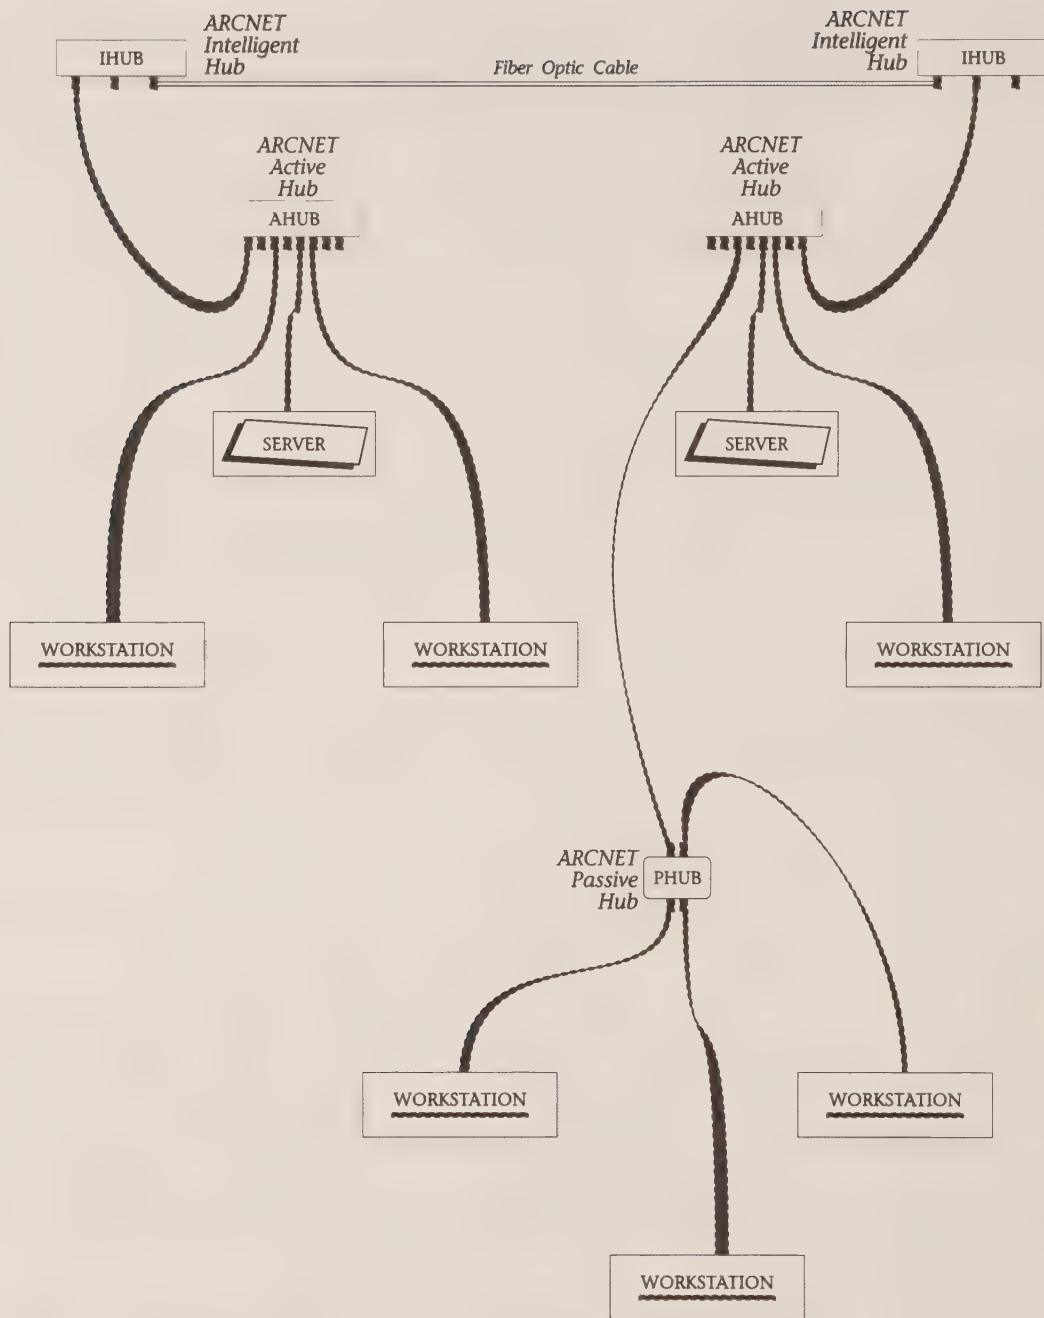 ARCNET
Intelligent
Hub
IHUB
Fiber Optic Cable
ARCNET
Intelligent
Hub
IHUB
ARCNET
Active
Hub
AHUB
ARCNET
Active
Hub
AHUB
SERVER
SERVER
WORKSTATION
WORKSTATION
WORKSTATION
ARCNET
Passive
Hub
PHUB
WORKSTATION
WORKSTATION
WORKSTATION